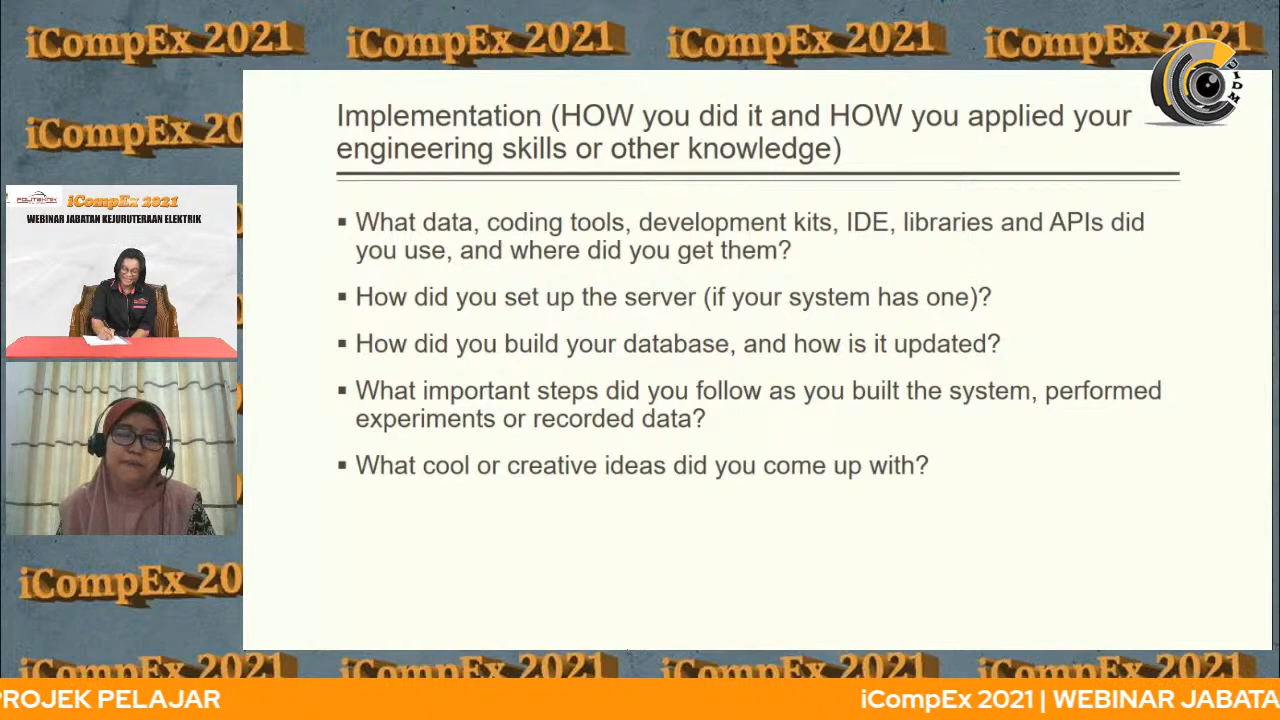 iCompEx 2021 iCompEx 2021 iCompEx 2021 iCompEx 2021
iCompEx 20
UIDM
Implementation (HOW you did it and HOW you applied your
engineering skills or other knowledge)
▪ What data, coding tools, development kits, IDE, libraries and APIs did
you use, and where did you get them?
▪ How did you set up the server (if your system has one)?
▪ How did you build your database, and how is it updated?
▪ What important steps did you follow as you built the system, performed
experiments or recorded data?
▪ What cool or creative ideas did you come up with?
POLITEKNIK
iCompEx 2021
WEBINAR JABATAN KEJURUTERAAN ELEKTRIK
iCompEx 20
iCompEx 2021 iCompEx 2021 iCompEx 2021 iCompEx 2021
PROJEK PELAJAR
iCompEx 2021 | WEBINAR JABATA